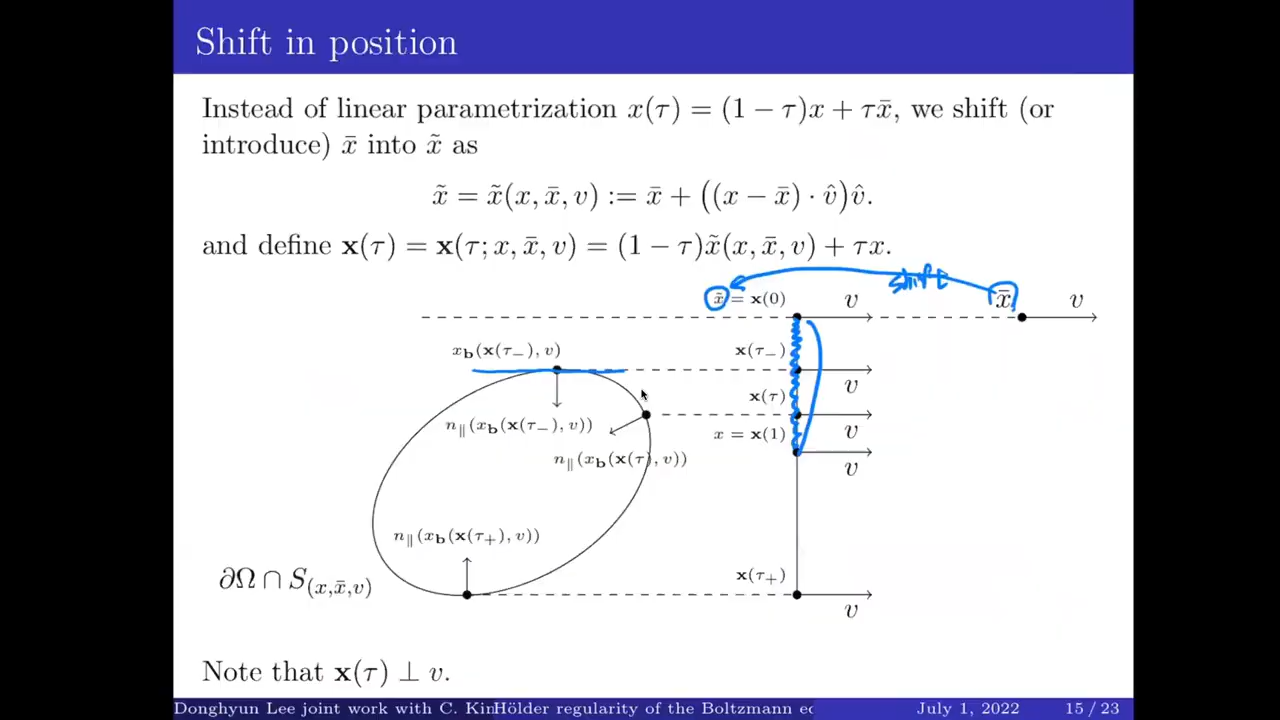 Shift in position
Instead of linear parametrization x(τ) = (1 − τ)x + τx̄, we shift (or
introduce) x̄ into x̃ as
x̃ = x̃(x, x̄, v) := x̄ + ((x − x̄) · v̂)v̂.
and define 𝐱(τ) = 𝐱(τ; x, x̄, v) = (1 − τ)x̃(x, x̄, v) + τx.
shift
x̃ = 𝐱(0) v x̄ v
x_𝐛(𝐱(τ₋), v) 𝐱(τ₋) v
𝐱(τ) v
n_∥(x_𝐛(𝐱(τ₋), v)) x = 𝐱(1) v
n_∥(x_𝐛(𝐱(τ), v))
n_∥(x_𝐛(𝐱(τ₊), v))
∂Ω ∩ S_(x,x̄,v) 𝐱(τ₊) v
Note that 𝐱(τ) ⊥ v.
Donghyun Lee joint work with C. Kim Hölder regularity of the Boltzmann eq July 1, 2022 15 / 23